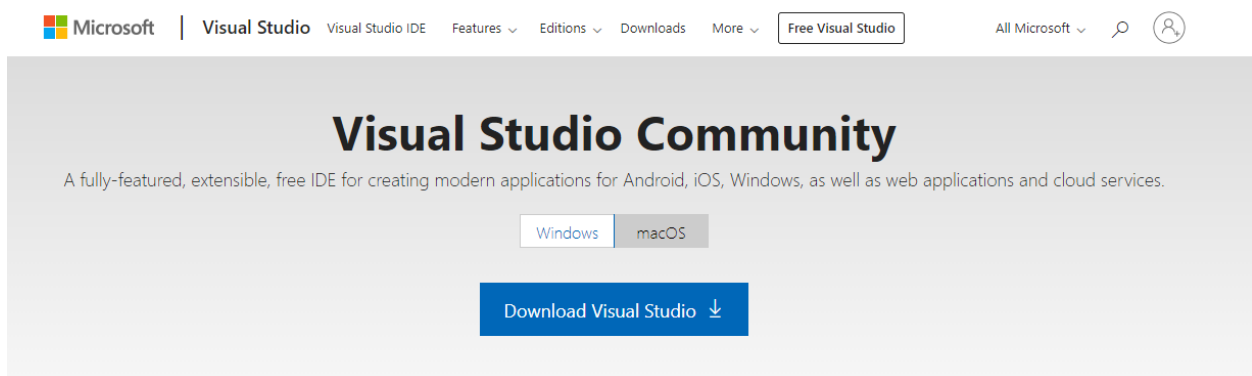 Microsoft | Visual Studio Visual Studio IDE Features Editions Downloads More Free Visual Studio All Microsoft
Visual Studio Community
A fully-featured, extensible, free IDE for creating modern applications for Android, iOS, Windows, as well as web applications and cloud services.
Windows macOS
Download Visual Studio